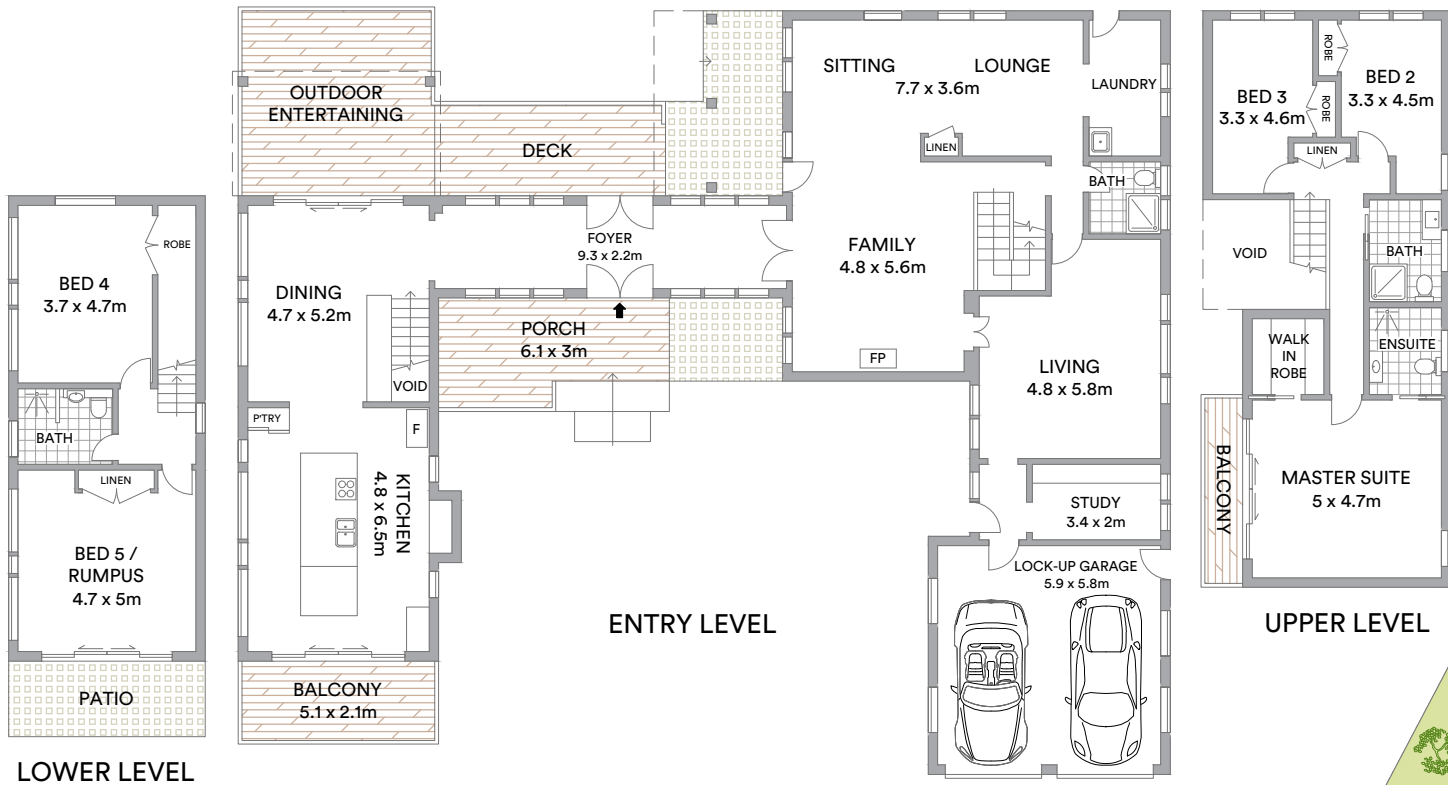 BED 4
3.7 x 4.7m
ROBE
BATH
LINEN
BED 5 /
RUMPUS
4.7 x 5m
PATIO
LOWER LEVEL
OUTDOOR
ENTERTAINING
DECK
DINING
4.7 x 5.2m
FOYER
9.3 x 2.2m
VOID
P'TRY
F
KITCHEN
4.8 x 6.5m
BALCONY
5.1 x 2.1m
PORCH
6.1 x 3m
SITTING
LOUNGE
7.7 x 3.6m
LAUNDRY
LINEN
BATH
FAMILY
4.8 x 5.6m
FP
LIVING
4.8 x 5.8m
STUDY
3.4 x 2m
LOCK-UP GARAGE
5.9 x 5.8m
ENTRY LEVEL
BED 3
3.3 x 4.6m
ROBE
ROBE
BED 2
3.3 x 4.5m
LINEN
VOID
BATH
WALK
IN
ROBE
ENSUITE
BALCONY
MASTER SUITE
5 x 4.7m
UPPER LEVEL